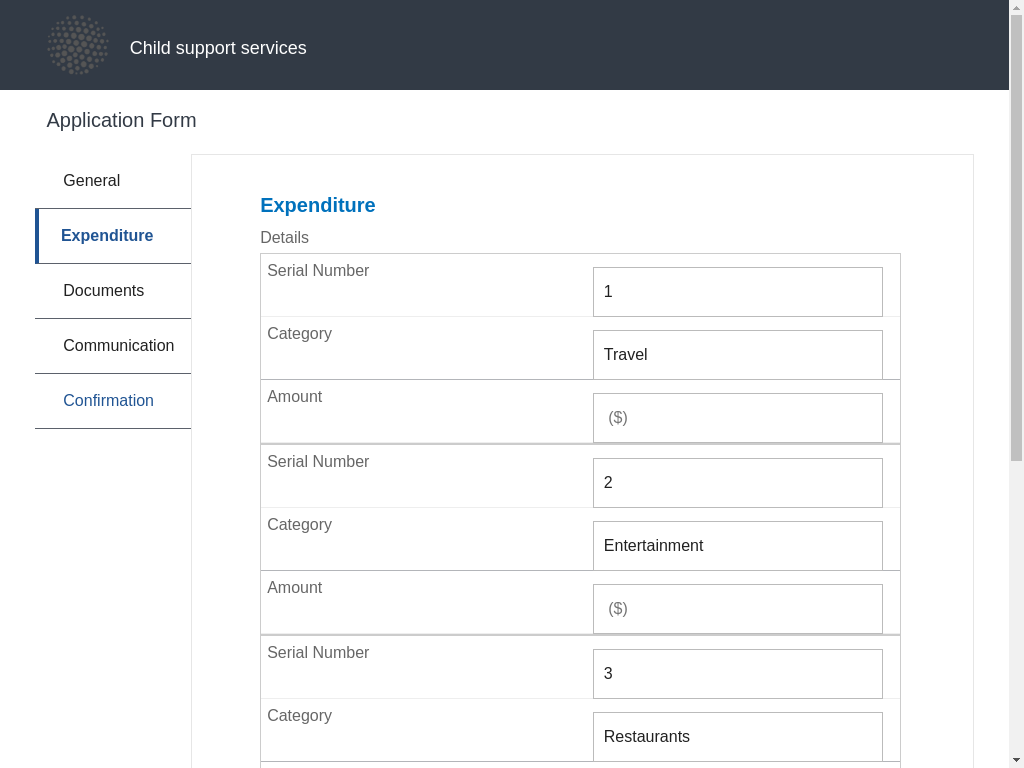 Child support services
Application Form
General
Expenditure
Documents
Communication
Confirmation
Expenditure
Details
Serial Number
1
Category
Travel
Amount
($)
Serial Number
2
Category
Entertainment
Amount
($)
Serial Number
3
Category
Restaurants